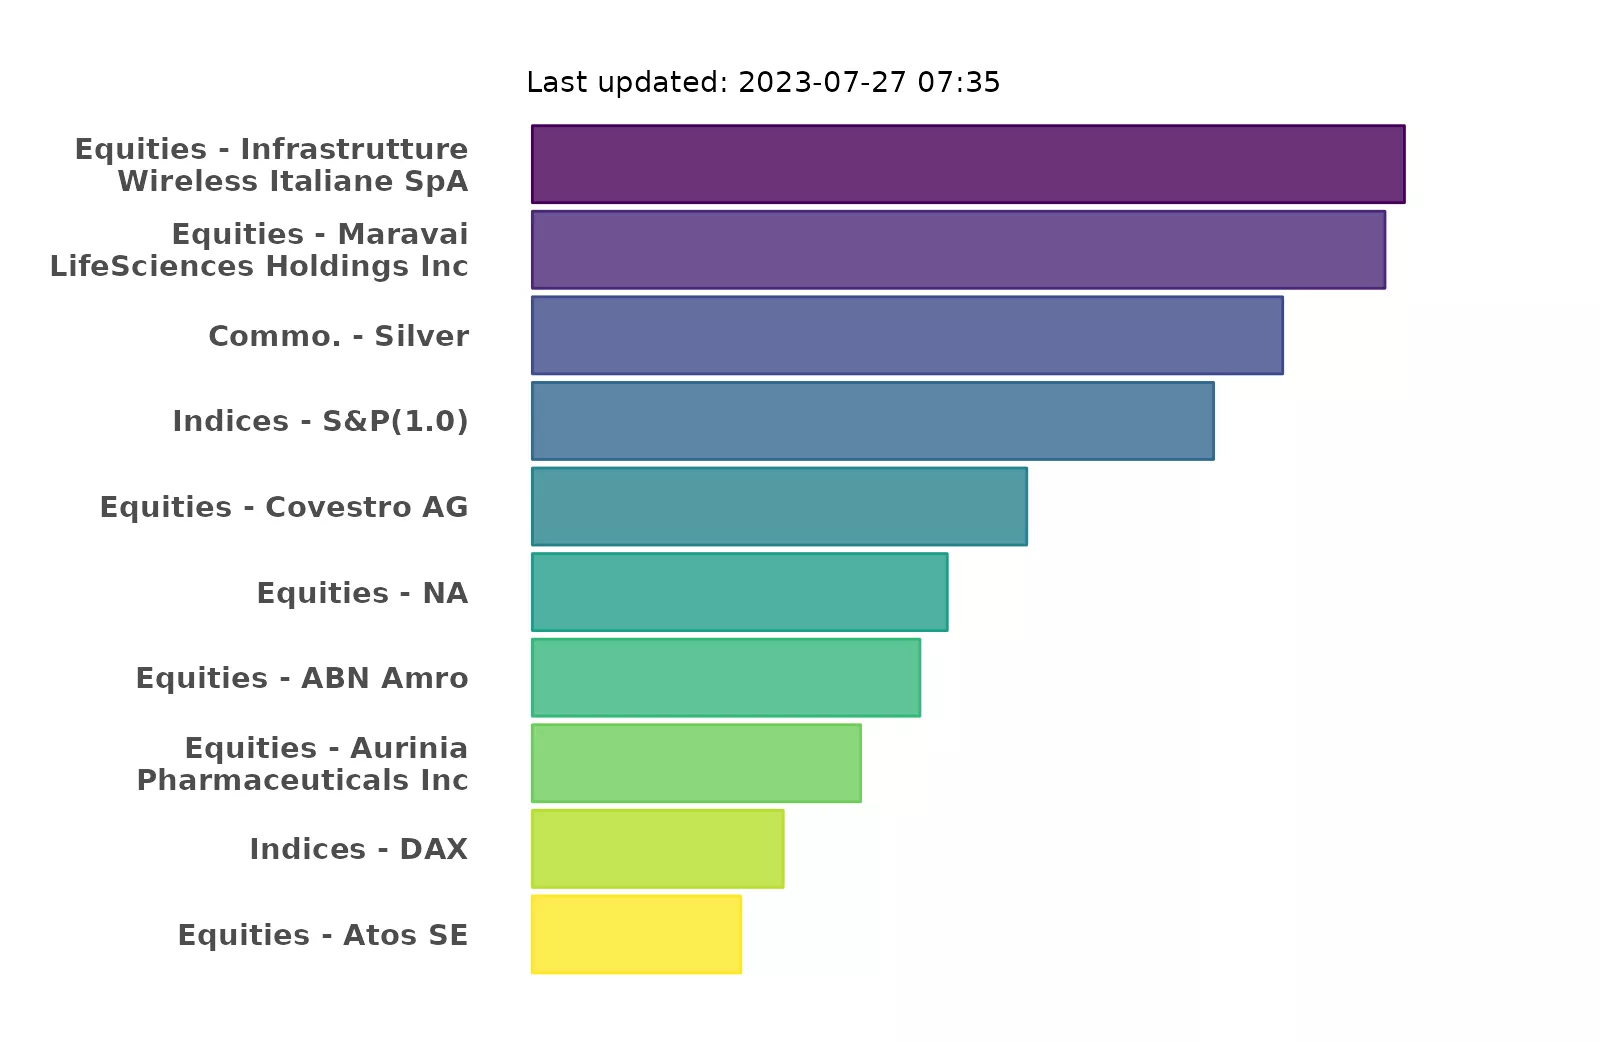 Last updated: 2023-07-27 07:35
Equities - Infrastrutture
Wireless Italiane SpA
Equities - Maravai
LifeSciences Holdings Inc
Commo. - Silver
Indices - S&P(1.0)
Equities - Covestro AG
Equities - NA
Equities - ABN Amro
Equities - Aurinia
Pharmaceuticals Inc
Indices - DAX
Equities - Atos SE